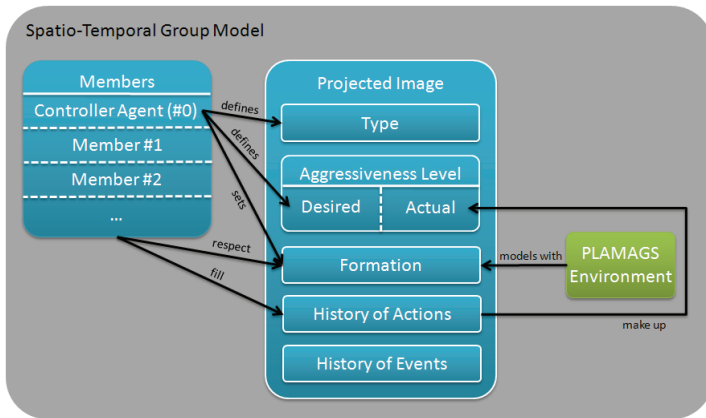 Spatio-Temporal Group Model
Members
Controller Agent (#0)
Member #1
Member #2
...
defines
defines
sets
respect
fill
Projected Image
Type
Aggressiveness Level
Desired
Actual
Formation
History of Actions
History of Events
models with
PLAMAGS
Environment
make up